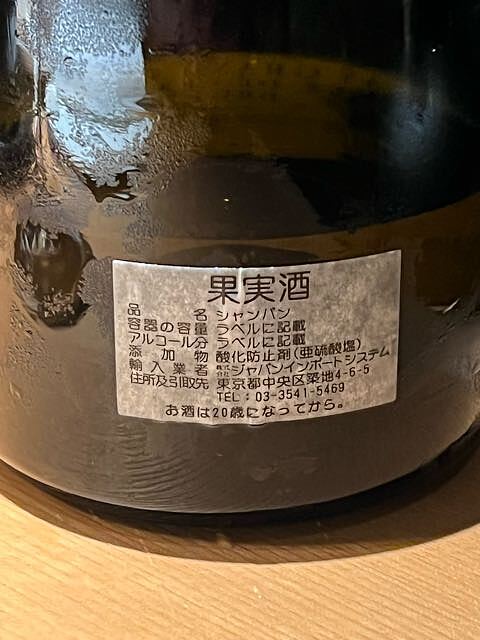 果実酒
品名 シャンパン
容器の容量 ラベルに記載
アルコール分 ラベルに記載
添加物 酸化防止剤(亜硫酸塩)
輸入業者 ㈱ジャパンインポートシステム
住所及引取先 東京都中央区築地4-6-5
TEL：03-3541-5469
お酒は20歳になってから。